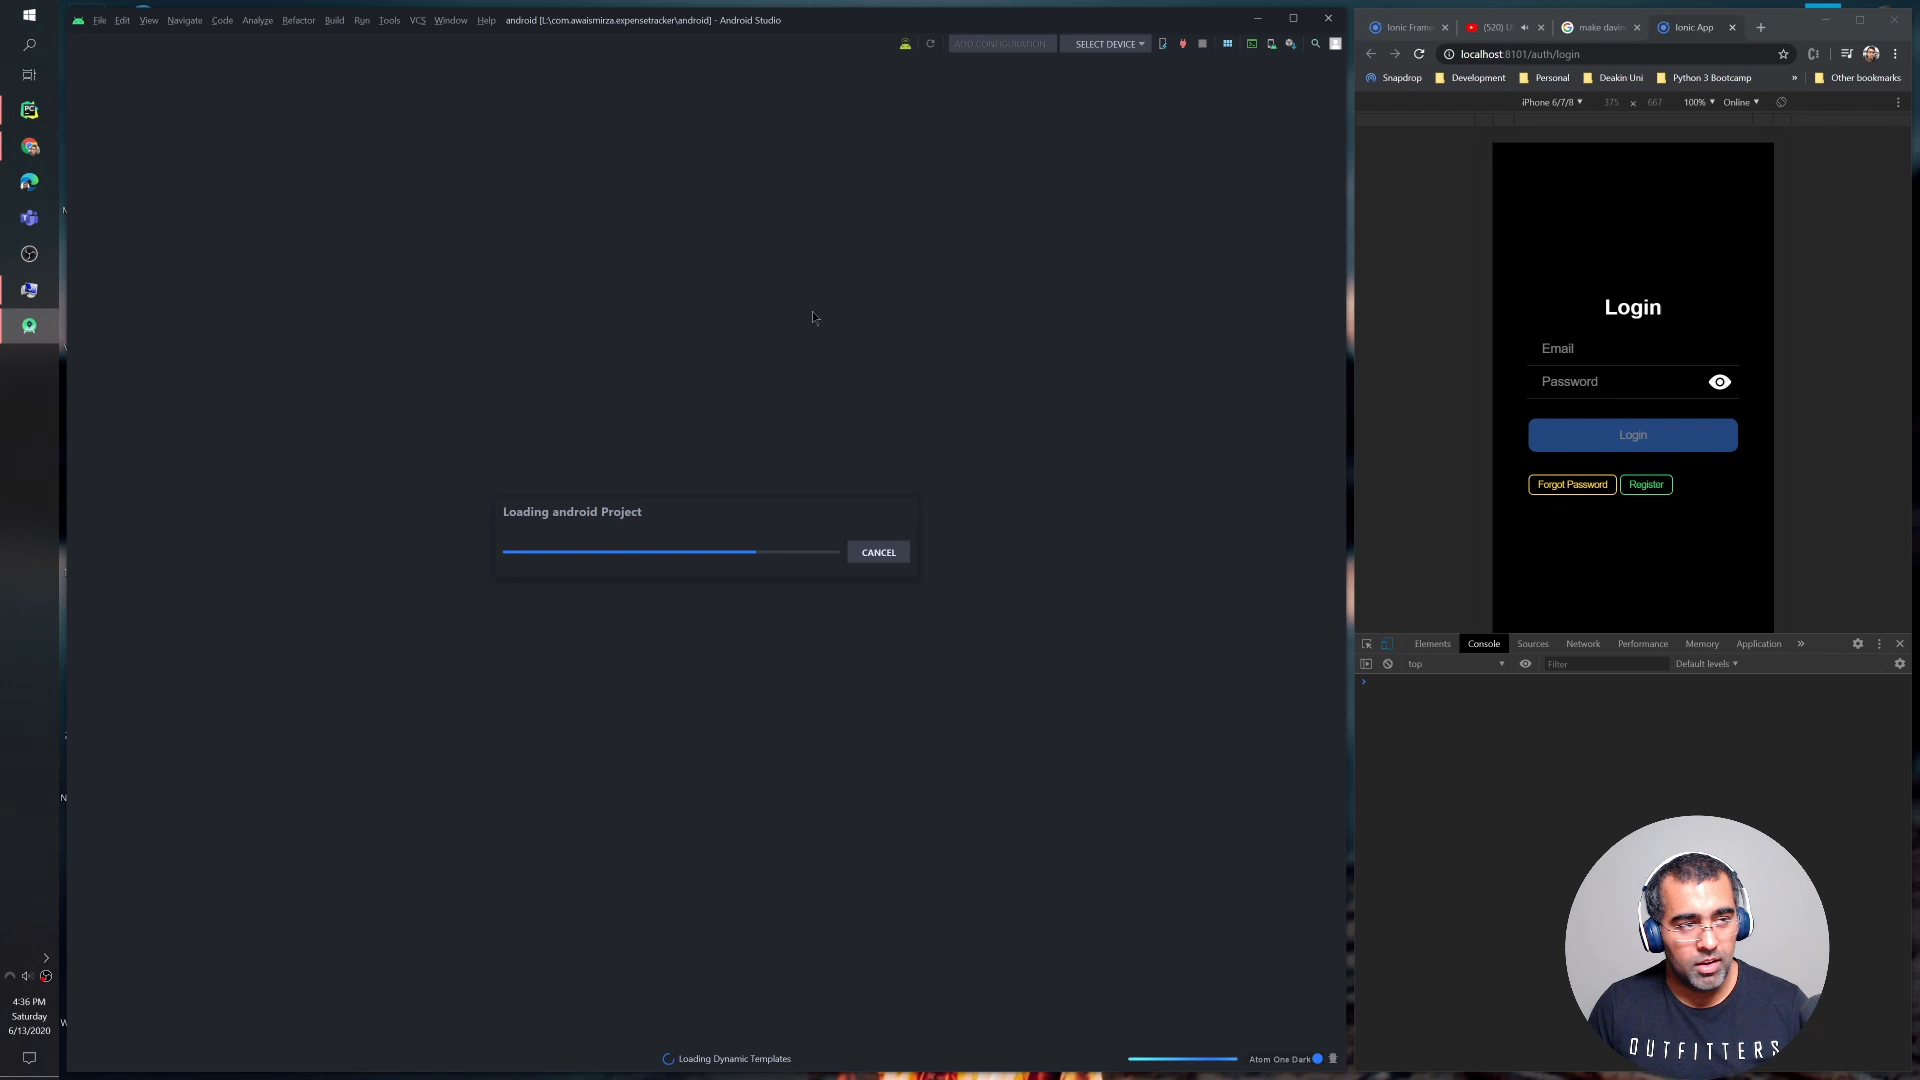 File Edit View Navigate Code Analyze Refactor Build Run Tools VCS Window Help android [L:\com.awaismirza.expensetracker\android] - Android Studio
ADD CONFIGURATION... SELECT DEVICE
Loading android Project
CANCEL
Loading Dynamic Templates
Atom One Dark
PC
4:36 PM
Saturday
6/13/2020
Ionic Frame
(520) U
make davin
Ionic App
localhost:8101/auth/login
Snapdrop Development Personal Deakin Uni Python 3 Bootcamp » Other bookmarks
iPhone 6/7/8 375 × 667 100% Online
Login
Email
Password
Login
Forgot Password Register
Elements Console Sources Network Performance Memory Application »
top Filter Default levels
OUTFITTERS